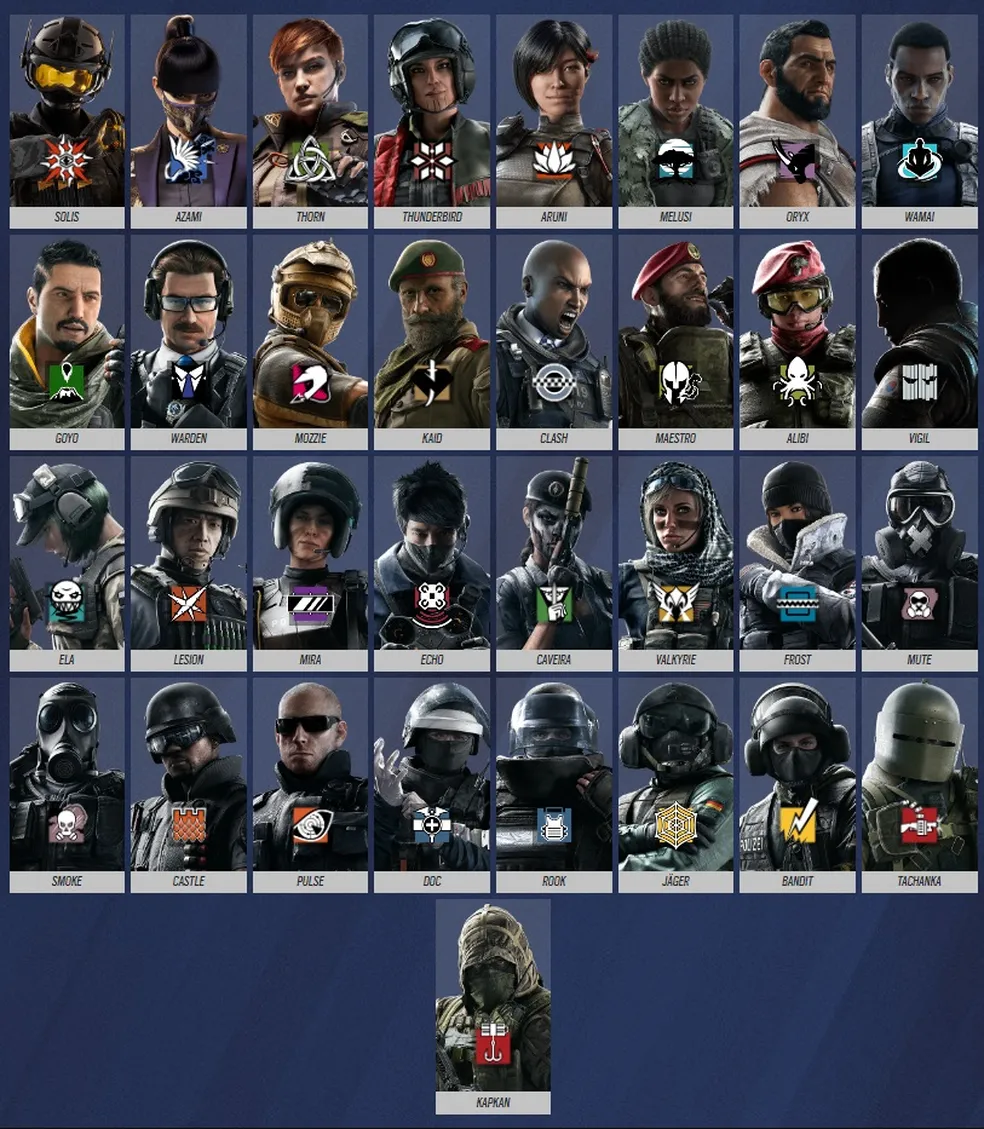 SOLIS
AZAMI
THORN
THUNDERBIRD
ARUNI
MELUSI
ORYX
WAMAI
GOYO
WARDEN
MOZZIE
KAID
CLASH
MAESTRO
ALIBI
VIGIL
ELA
LESION
MIRA
ECHO
CAVEIRA
VALKYRIE
FROST
MUTE
POLIZEI
SMOKE
CASTLE
PULSE
DOC
ROOK
JÄGER
BANDIT
TACHANKA
KAPKAN